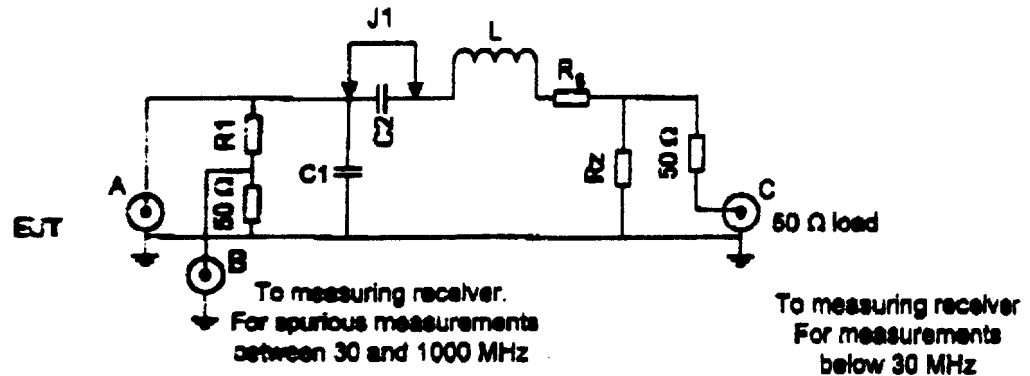 J1
L
Rs
R1
C2
C1
Rz
50 Ω
50 Ω
A
C
EUT
50 Ω load
B
To measuring receiver.
For spurious measurements
between 30 and 1000 MHz
To measuring receiver
For measurements
below 30 MHz